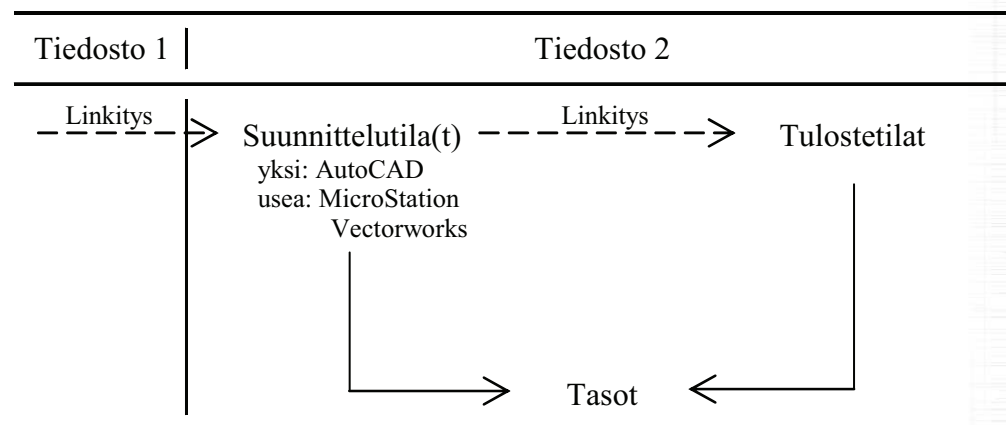 Tiedosto 1
Tiedosto 2
Linkitys
Linkitys
Suunnittelutila(t)
Tulostetilat
yksi: AutoCAD
usea: MicroStation
Vectorworks
Tasot